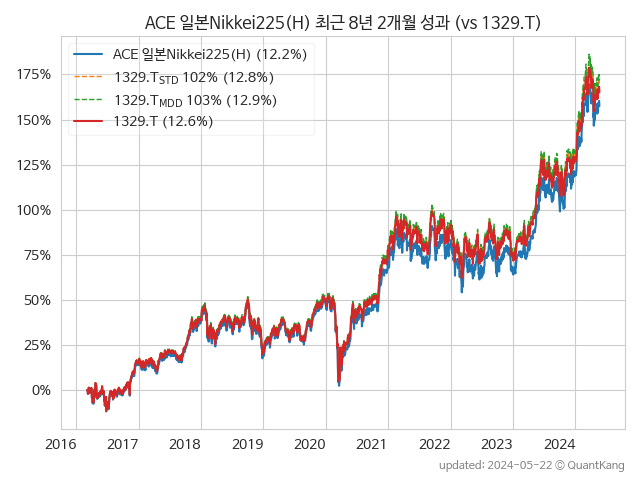 ACE 일본Nikkei225(H) 최근 8년 2개월 성과 (vs 1329.T)
ACE 일본Nikkei225(H) (12.2%)
1329.T_STD 102% (12.8%)
1329.T_MDD 103% (12.9%)
1329.T (12.6%)
175%
150%
125%
100%
75%
50%
25%
0%
2016 2017 2018 2019 2020 2021 2022 2023 2024
updated: 2024-05-22 © QuantKang